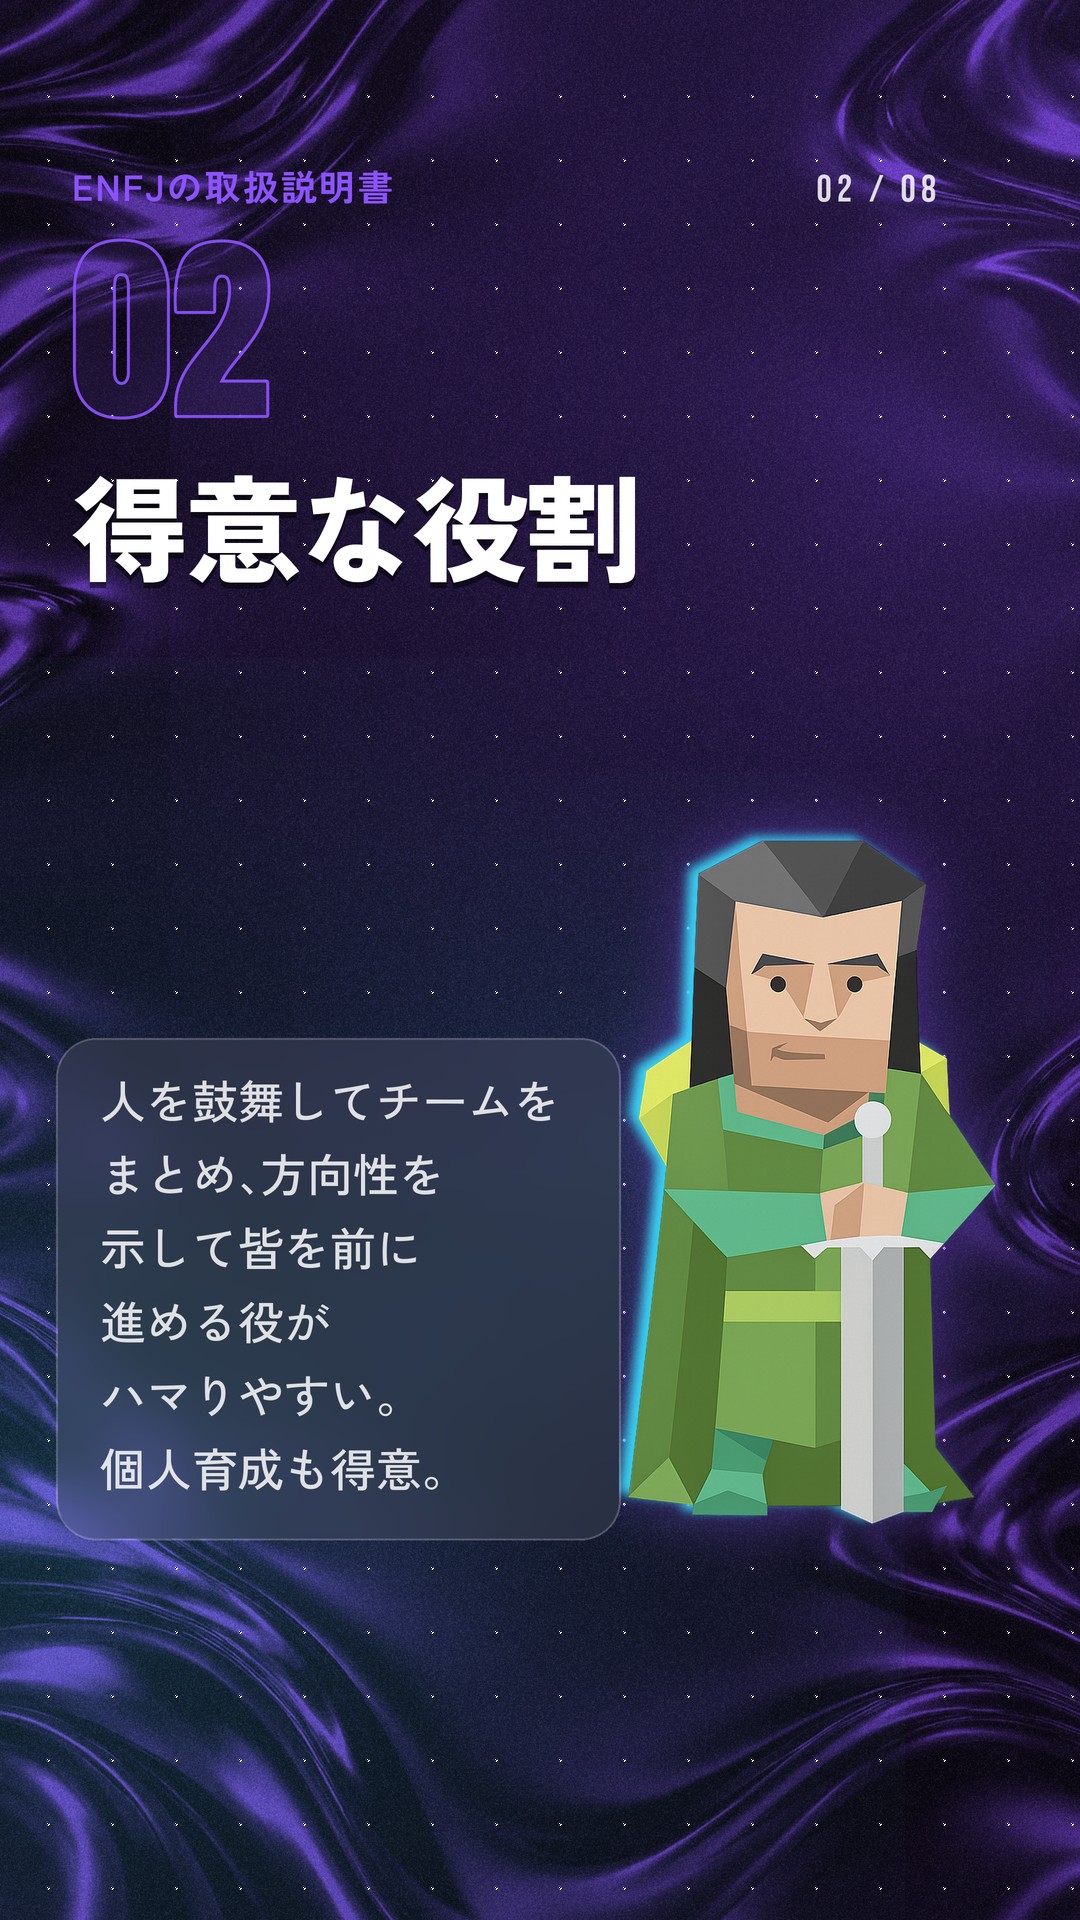 ENFJの取扱説明書
02 / 08
02
得意な役割
人を鼓舞してチームを
まとめ、方向性を
示して皆を前に
進める役が
ハマりやすい。
個人育成も得意。